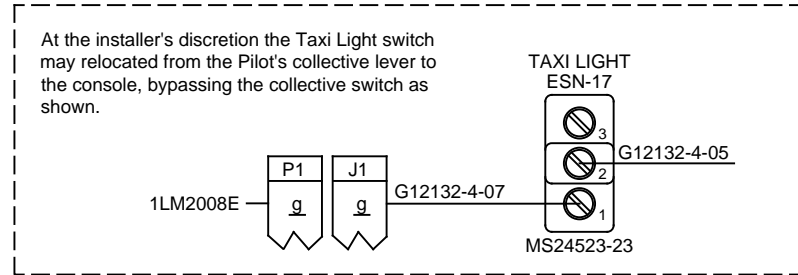 At the installer's discretion the Taxi Light switch
may relocated from the Pilot's collective lever to
the console, bypassing the collective switch as
shown.
TAXI LIGHT
ESN-17
3
2
G12132-4-05
P1
J1
1LM2008E
g
g
G12132-4-07
1
MS24523-23